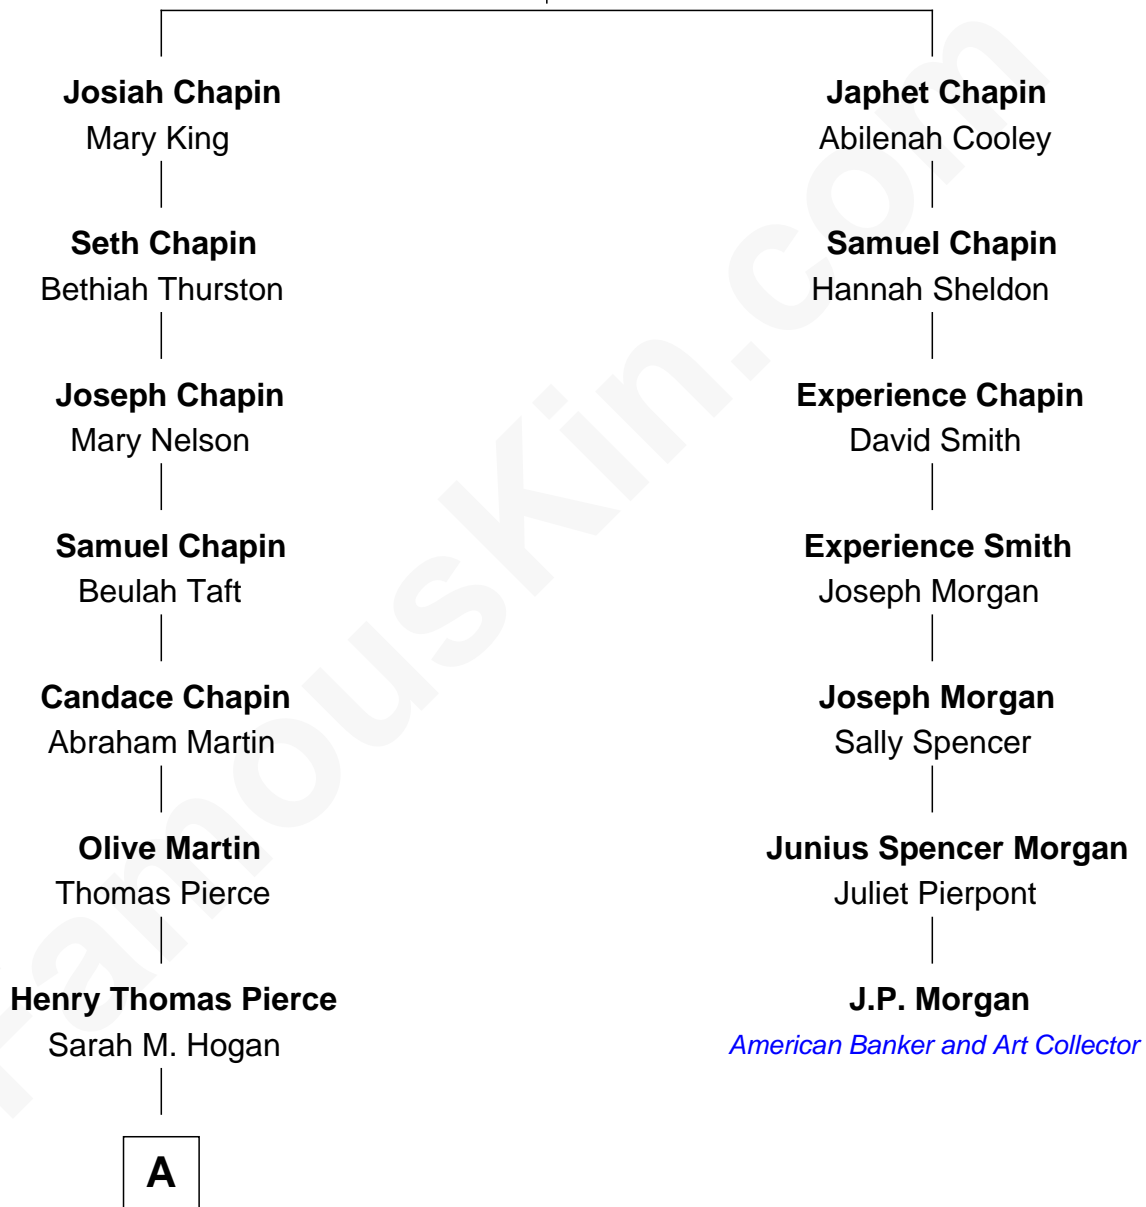 Josiah Chapin
Mary King
Seth Chapin
Bethiah Thurston
Joseph Chapin
Mary Nelson
Samuel Chapin
Beulah Taft
Candace Chapin
Abraham Martin
Olive Martin
Thomas Pierce
Henry Thomas Pierce
Sarah M. Hogan
A
Japhet Chapin
Abilenah Cooley
Samuel Chapin
Hannah Sheldon
Experience Chapin
David Smith
Experience Smith
Joseph Morgan
Joseph Morgan
Sally Spencer
Junius Spencer Morgan
Juliet Pierpont
J.P. Morgan
American Banker and Art Collector
FamousKin.com